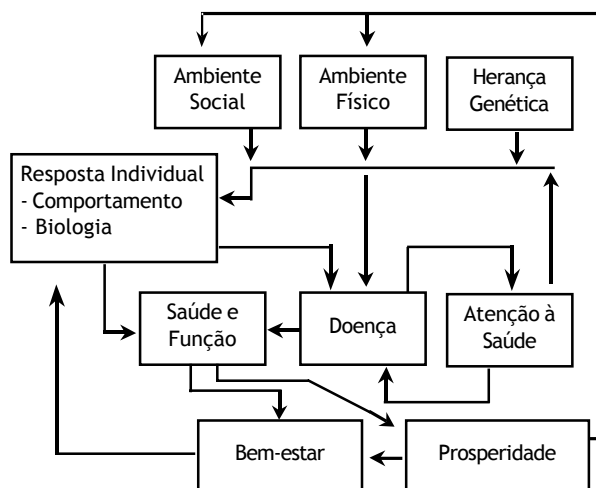 Ambiente
Social
Ambiente
Físico
Herança
Genética
Resposta Individual
- Comportamento
- Biologia
Saúde e
Função
Doença
Atenção à
Saúde
Bem-estar
Prosperidade